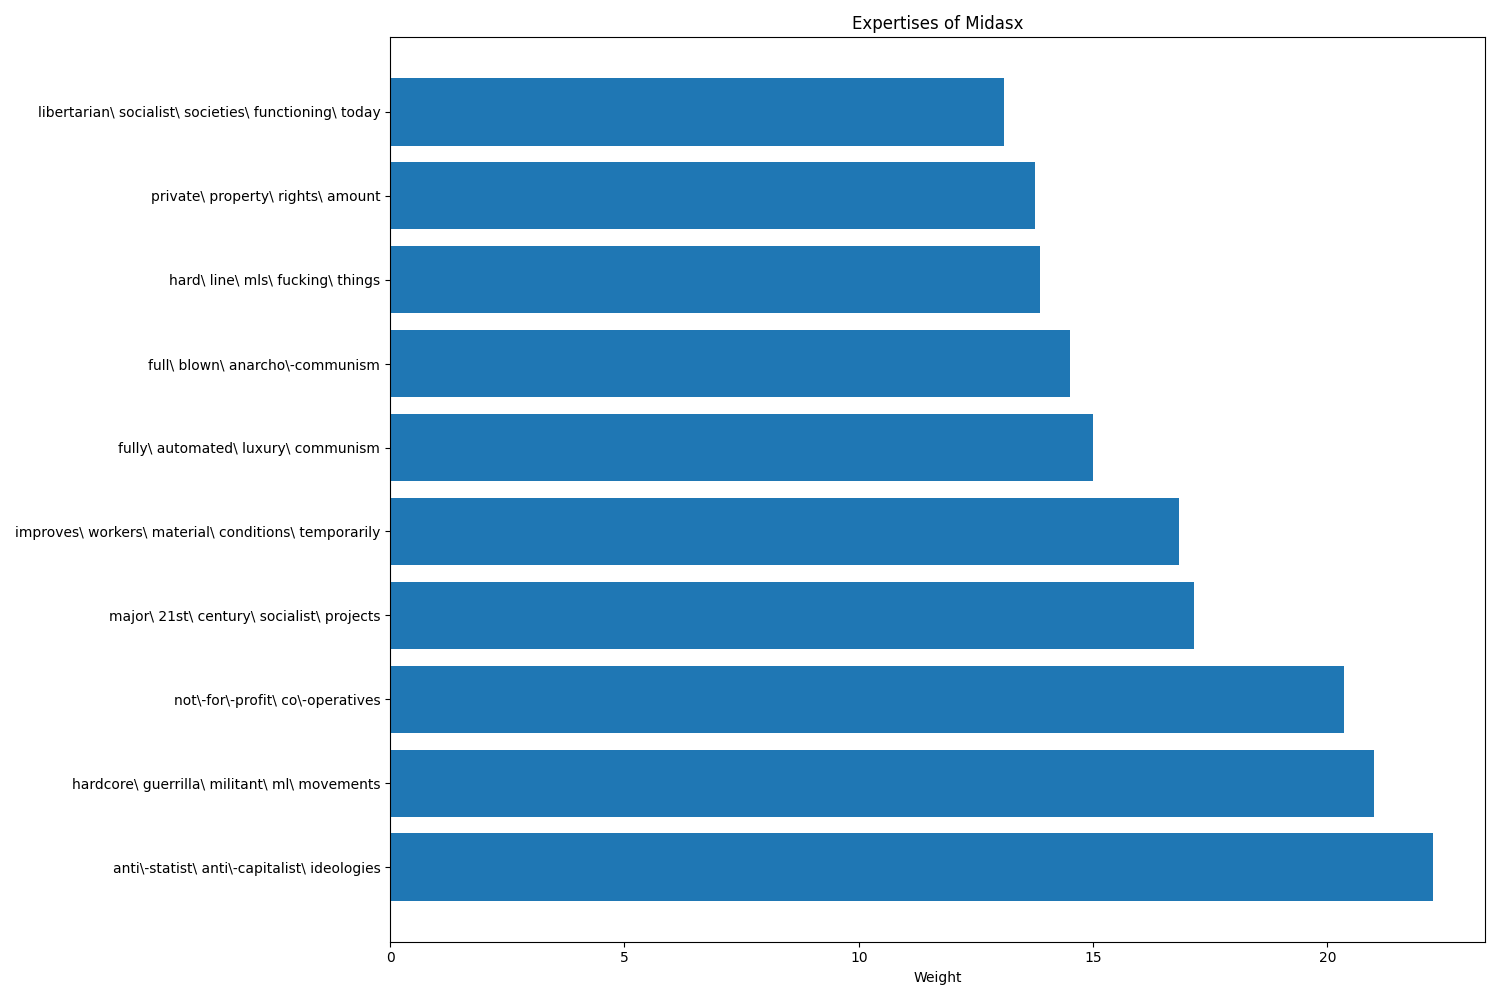 Expertises of Midasx
libertarian\ socialist\ societies\ functioning\ today
private\ property\ rights\ amount
hard\ line\ mls\ fucking\ things
full\ blown\ anarcho\-communism
fully\ automated\ luxury\ communism
improves\ workers\ material\ conditions\ temporarily
major\ 21st\ century\ socialist\ projects
not\-for\-profit\ co\-operatives
hardcore\ guerrilla\ militant\ ml\ movements
anti\-statist\ anti\-capitalist\ ideologies
0 5 10 15 20
Weight